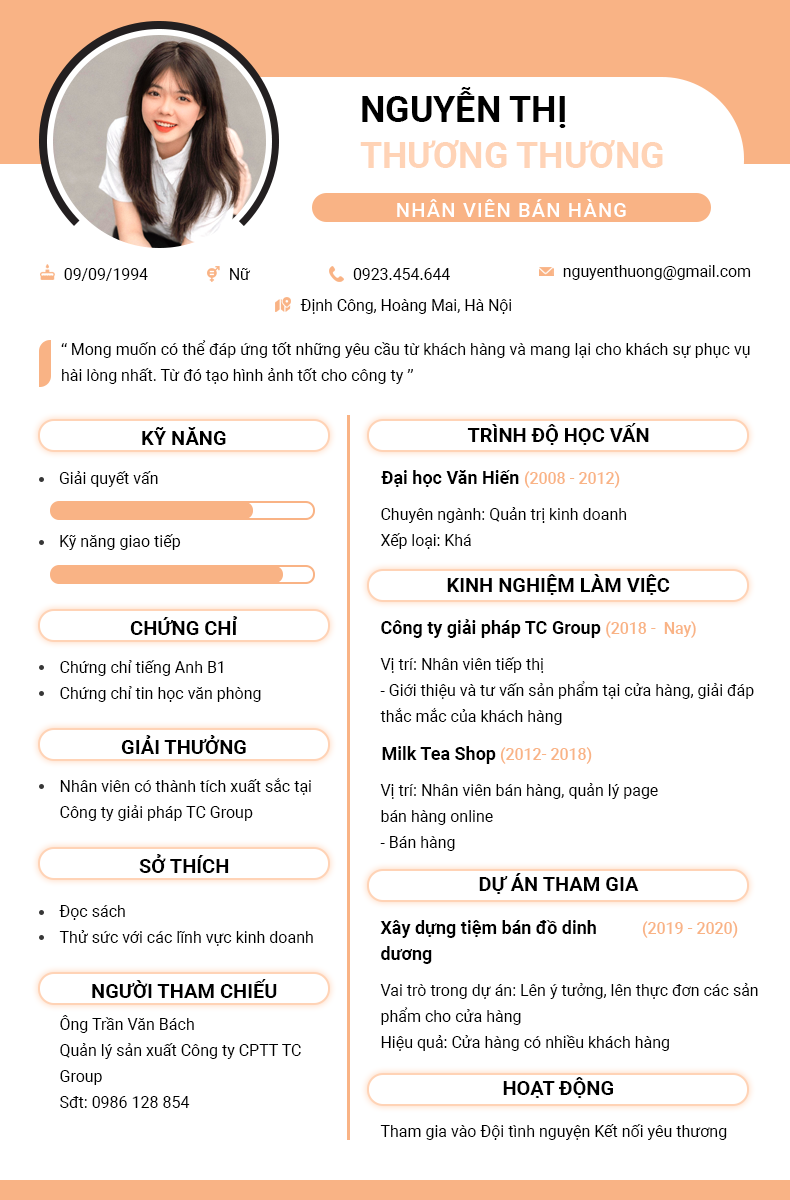 NGUYỄN THỊ
THƯƠNG THƯƠNG
NHÂN VIÊN BÁN HÀNG
09/09/1994
Nữ
0923.454.644
nguyenthuong@gmail.com
Định Công, Hoàng Mai, Hà Nội
“ Mong muốn có thể đáp ứng tốt những yêu cầu từ khách hàng và mang lại cho khách sự phục vụ
hài lòng nhất. Từ đó tạo hình ảnh tốt cho công ty ”
KỸ NĂNG
• Giải quyết vấn
• Kỹ năng giao tiếp
CHỨNG CHỈ
• Chứng chỉ tiếng Anh B1
• Chứng chỉ tin học văn phòng
GIẢI THƯỞNG
• Nhân viên có thành tích xuất sắc tại
Công ty giải pháp TC Group
SỞ THÍCH
• Đọc sách
• Thử sức với các lĩnh vực kinh doanh
NGƯỜI THAM CHIẾU
Ông Trần Văn Bách
Quản lý sản xuất Công ty CPTT TC
Group
Sđt: 0986 128 854
TRÌNH ĐỘ HỌC VẤN
Đại học Văn Hiến (2008 - 2012)
Chuyên ngành: Quản trị kinh doanh
Xếp loại: Khá
KINH NGHIỆM LÀM VIỆC
Công ty giải pháp TC Group (2018 - Nay)
Vị trí: Nhân viên tiếp thị
- Giới thiệu và tư vấn sản phẩm tại cửa hàng, giải đáp
thắc mắc của khách hàng
Milk Tea Shop (2012- 2018)
Vị trí: Nhân viên bán hàng, quản lý page
bán hàng online
- Bán hàng
DỰ ÁN THAM GIA
Xây dựng tiệm bán đồ dinh (2019 - 2020)
dương
Vai trò trong dự án: Lên ý tưởng, lên thực đơn các sản
phẩm cho cửa hàng
Hiệu quả: Cửa hàng có nhiều khách hàng
HOẠT ĐỘNG
Tham gia vào Đội tình nguyện Kết nối yêu thương